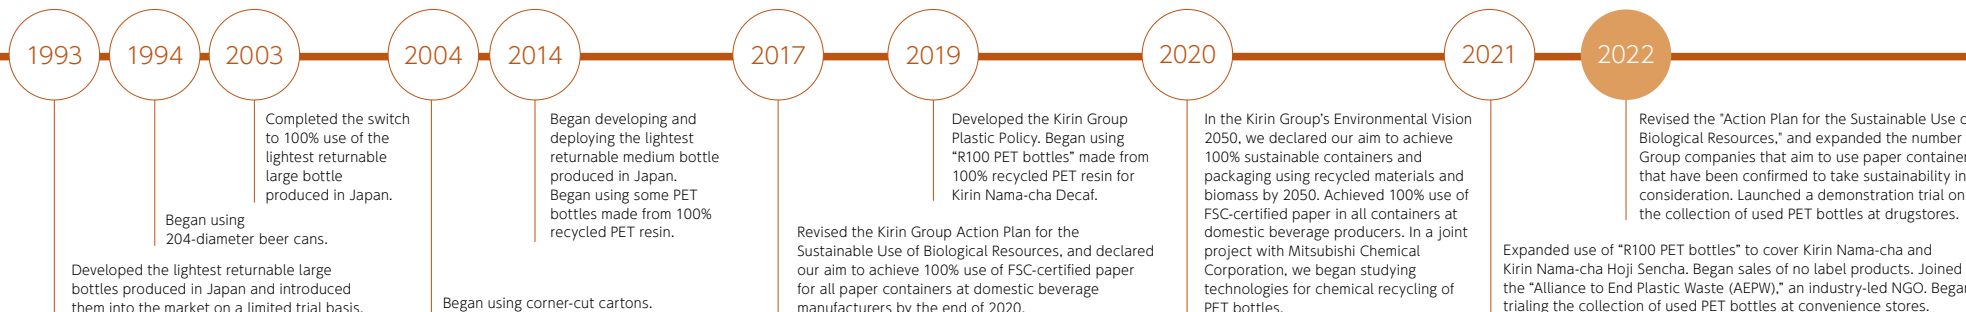 1993
1994
2003
2004
2014
2017
2019
2020
2021
2022
Developed the lightest returnable large
bottles produced in Japan and introduced
them into the market on a limited trial basis.
Began using
204-diameter beer cans.
Completed the switch
to 100% use of the
lightest returnable
large bottle
produced in Japan.
Began using corner-cut cartons.
Began developing and
deploying the lightest
returnable medium bottle
produced in Japan.
Began using some PET
bottles made from 100%
recycled PET resin.
Revised the Kirin Group Action Plan for the
Sustainable Use of Biological Resources, and declared
our aim to achieve 100% use of FSC-certified paper
for all paper containers at domestic beverage
manufacturers by the end of 2020.
Developed the Kirin Group
Plastic Policy. Began using
“R100 PET bottles” made from
100% recycled PET resin for
Kirin Nama-cha Decaf.
In the Kirin Group’s Environmental Vision
2050, we declared our aim to achieve
100% sustainable containers and
packaging using recycled materials and
biomass by 2050. Achieved 100% use of
FSC-certified paper in all containers at
domestic beverage producers. In a joint
project with Mitsubishi Chemical
Corporation, we began studying
technologies for chemical recycling of
PET bottles.
Expanded use of “R100 PET bottles” to cover Kirin Nama-cha and
Kirin Nama-cha Hoji Sencha. Began sales of no label products. Joined
the “Alliance to End Plastic Waste (AEPW),” an industry-led NGO. Began
trialing the collection of used PET bottles at convenience stores.
Revised the "Action Plan for the Sustainable Use
Biological Resources," and expanded the number
Group companies that aim to use paper
that have been confirmed to take sustainability
consideration. Launched a demonstration trial on
the collection of used PET bottles at drugstores.